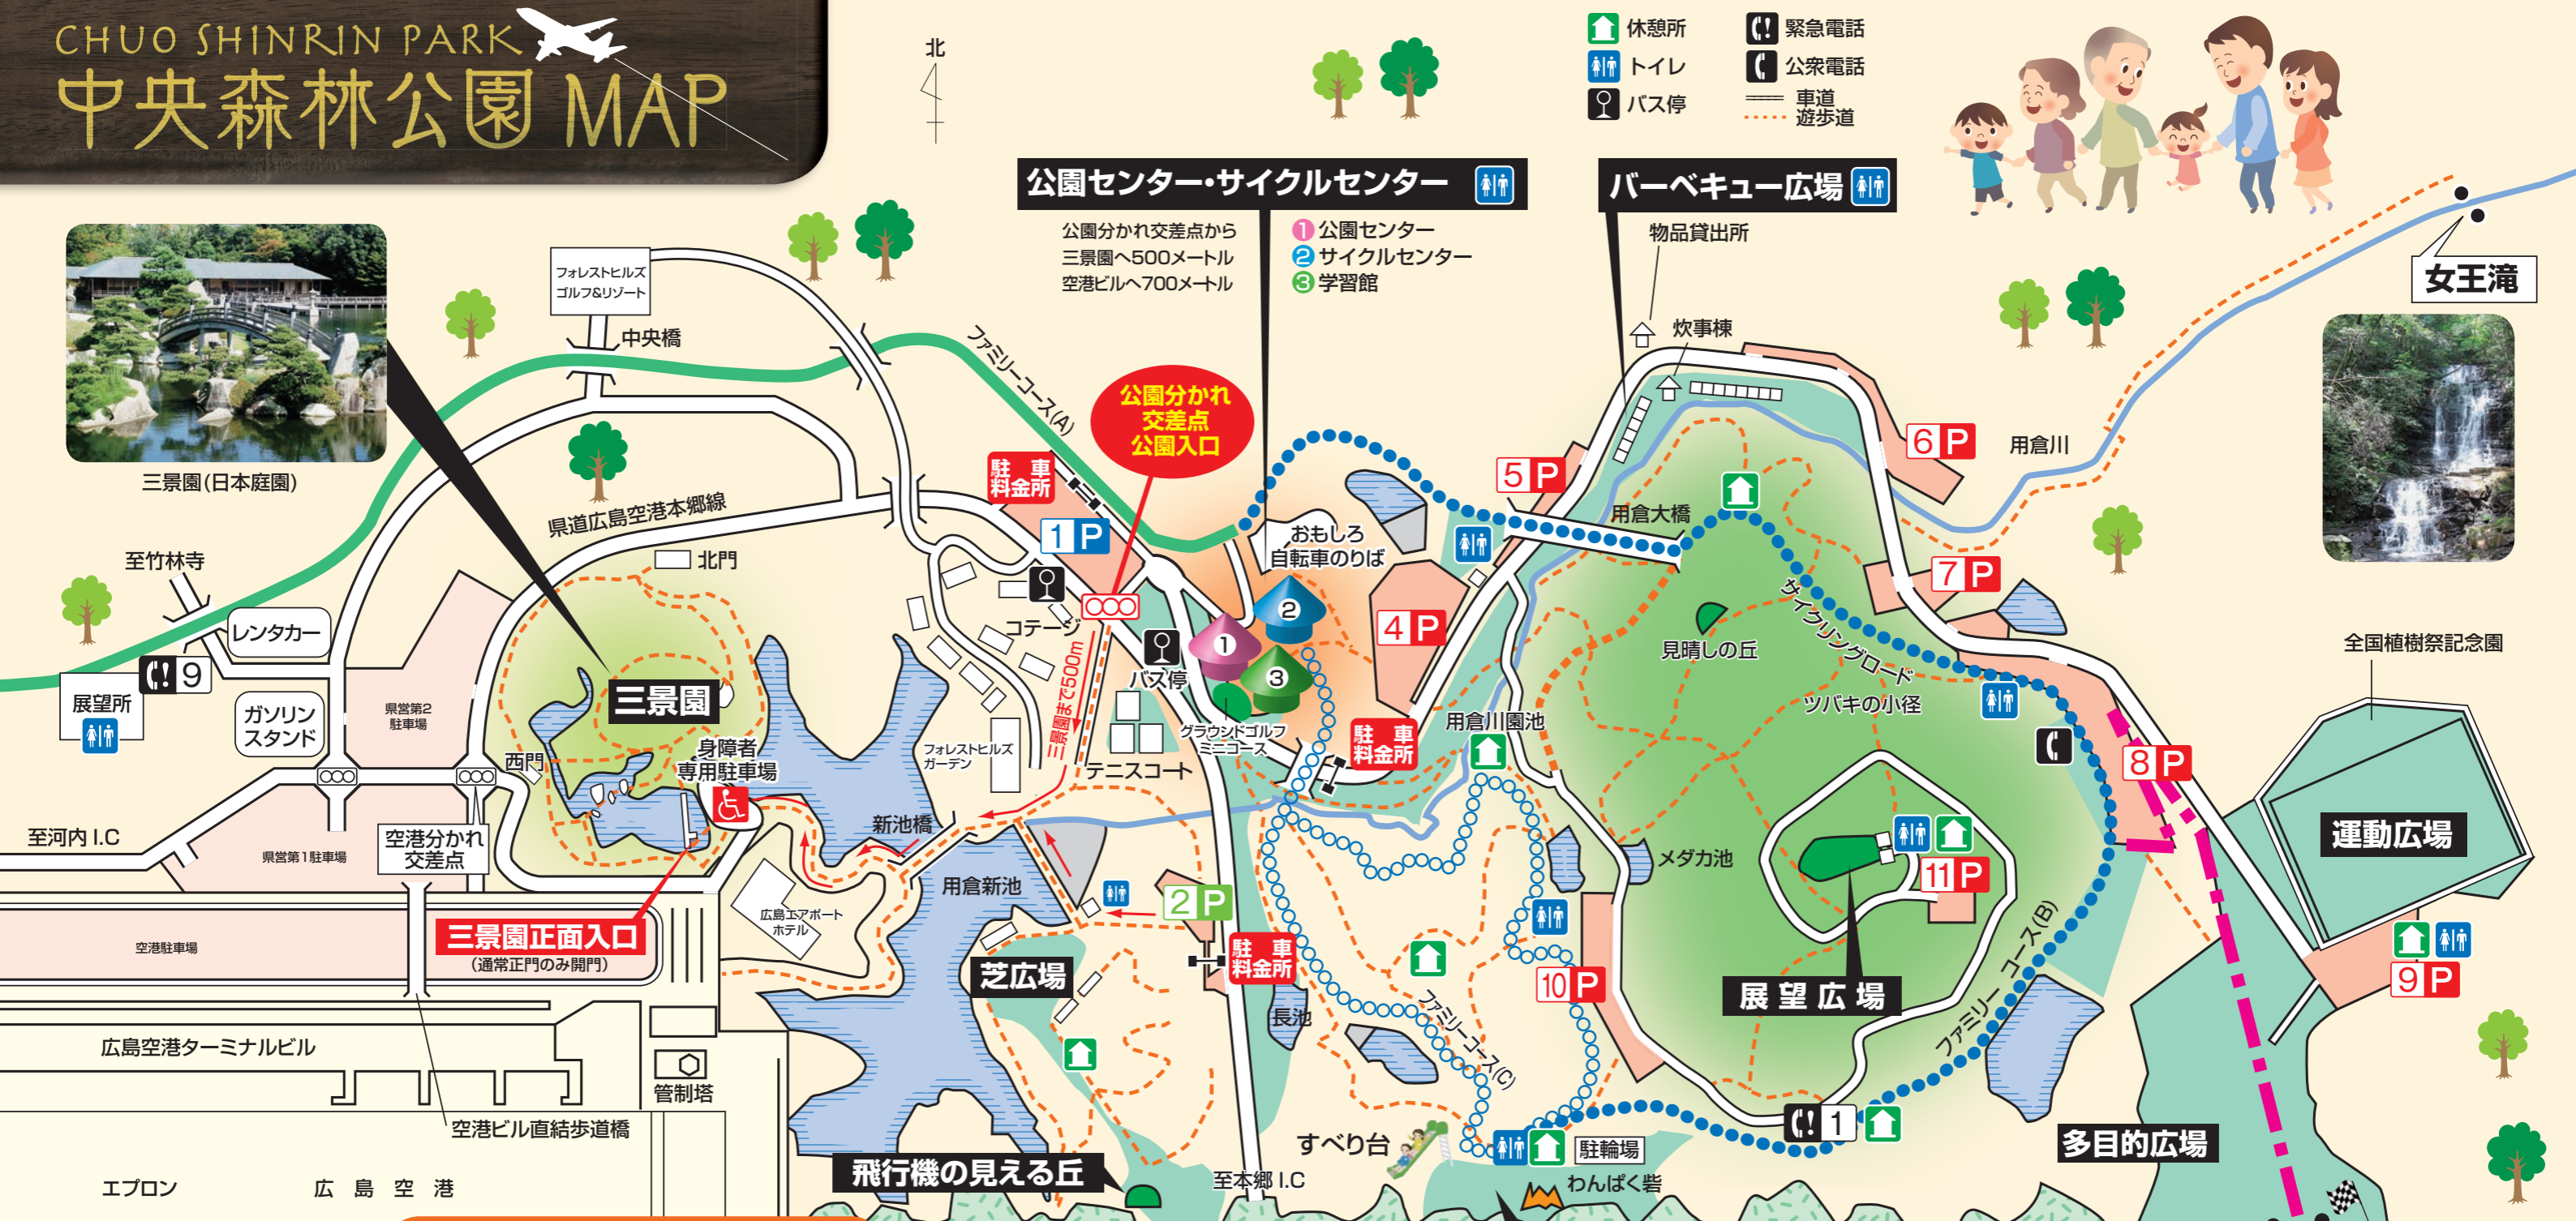 CHUO SHINRIN PARK
中央森林公園 MAP
北
休憩所
緊急電話
トイレ
公衆電話
バス停
車道
遊歩道
公園センター・サイクルセンター
公園分かれ交差点から
三景園へ500メートル
空港ビルへ700メートル
1 公園センター
2 サイクルセンター
3 学習館
バーベキュー広場
物品貸出所
炊事棟
女王滝
三景園(日本庭園)
フォレストヒルズ
ゴルフ&リゾート
中央橋
ファミリーコース(A)
公園分かれ
交差点
公園入口
駐車
料金所
1 P
県道広島空港本郷線
至竹林寺
レンタカー
9
展望所
ガソリン
スタンド
県営第2
駐車場
北門
三景園
西門
身障者
専用駐車場
コテージ
バス停
三景園まで500m
フォレストヒルズ
ガーデン
テニスコート
おもしろ
自転車のりば
1
2
3
グラウンドゴルフ
ミニコース
4 P
5 P
6 P
用倉川
用倉大橋
7 P
見晴しの丘
サイクリングロード
ツバキの小径
駐車
料金所
用倉川園池
8 P
全国植樹祭記念園
運動広場
至河内 I.C
県営第1駐車場
空港分かれ
交差点
新池橋
用倉新池
広島エアポート
ホテル
三景園正面入口
(通常正門のみ開門)
空港駐車場
2 P
駐車
料金所
芝広場
長池
メダカ池
11 P
展望広場
ファミリーコース(B)
10 P
ファミリーコース(C)
9 P
広島空港ターミナルビル
管制塔
空港ビル直結歩道橋
エプロン
広島空港
飛行機の見える丘
至本郷 I.C
すべり台
駐輪場
わんぱく砦
1
多目的広場